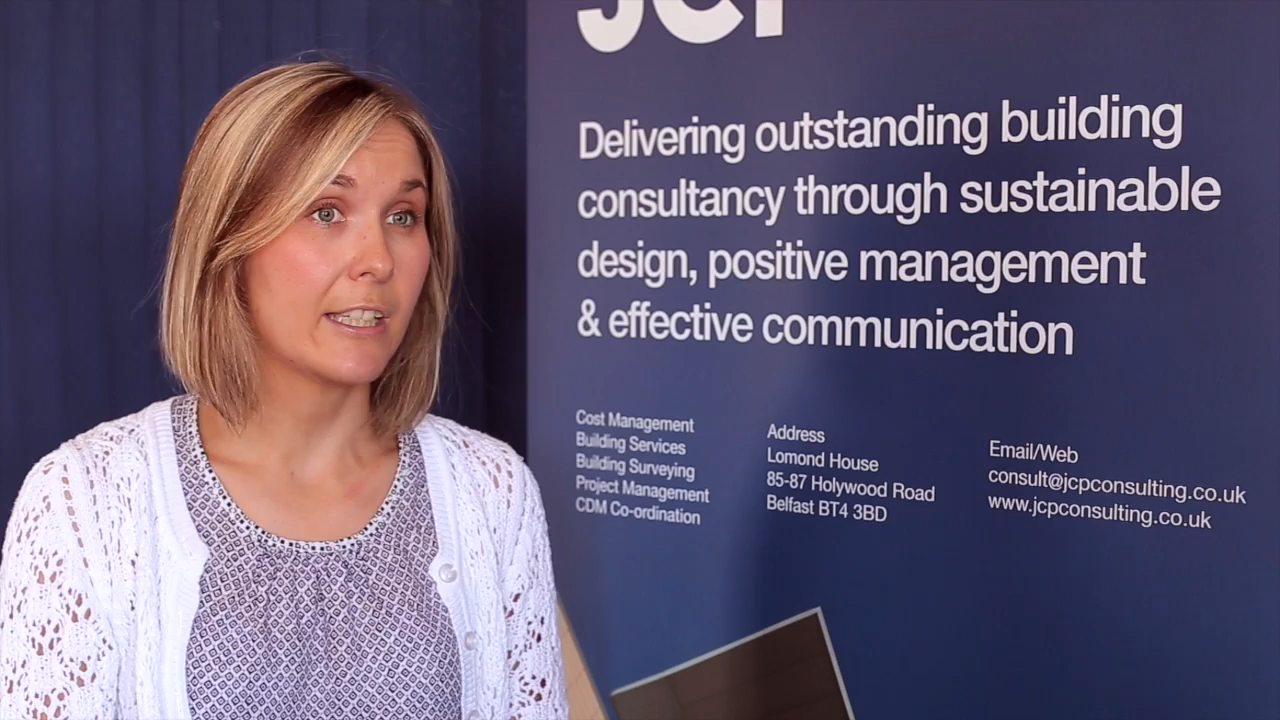 JCP
Delivering outstanding building
consultancy through sustainable
design, positive management
& effective communication
Cost Management
Building Services
Building Surveying
Project Management
CDM Co-ordination
Address
Lomond House
85-87 Holywood Road
Belfast BT4 3BD
Email/Web
consult@jcpconsulting.co.uk
www.jcpconsulting.co.uk